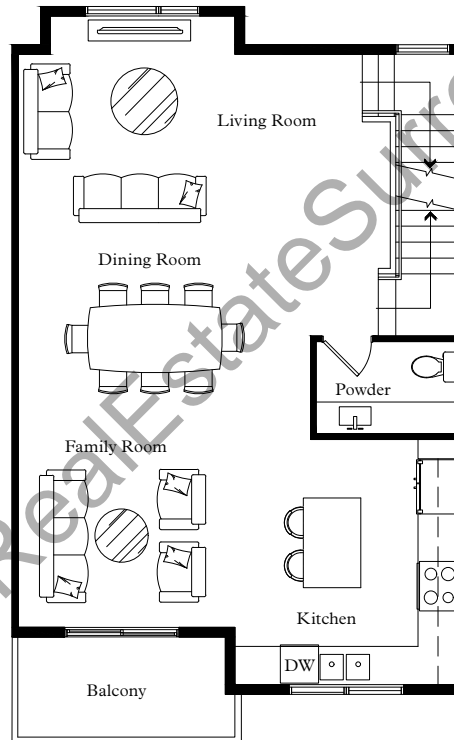 Living Room
Dining Room
Powder
Family Room
Kitchen
DW
Balcony
RealEstateSurre